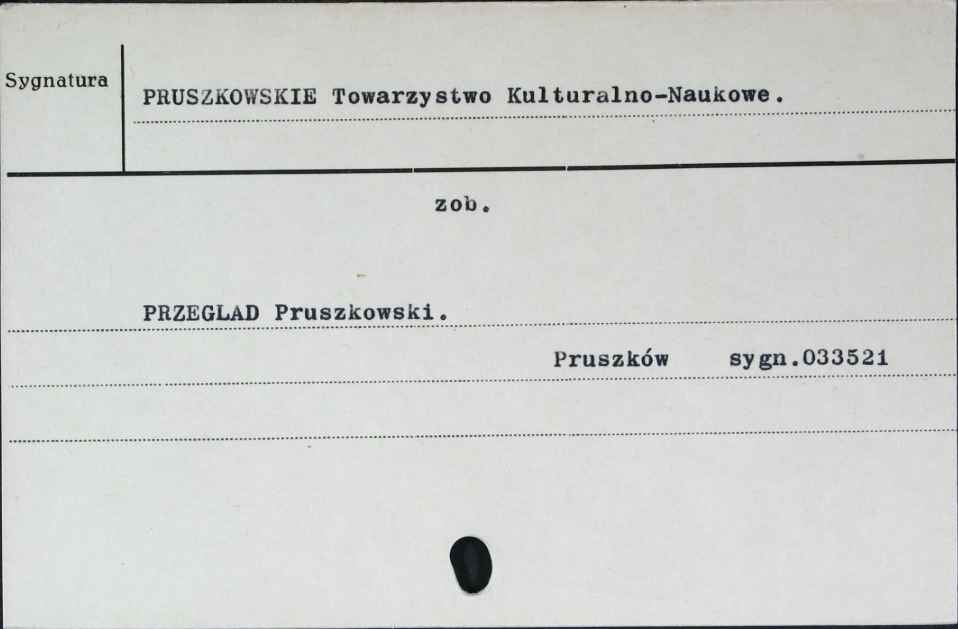 Sygnatura
PRUSZKOWSKIE Towarzystwo Kulturalno-Naukowe.
zob.
PRZEGLAD Pruszkowski.
Pruszków sygn.033521